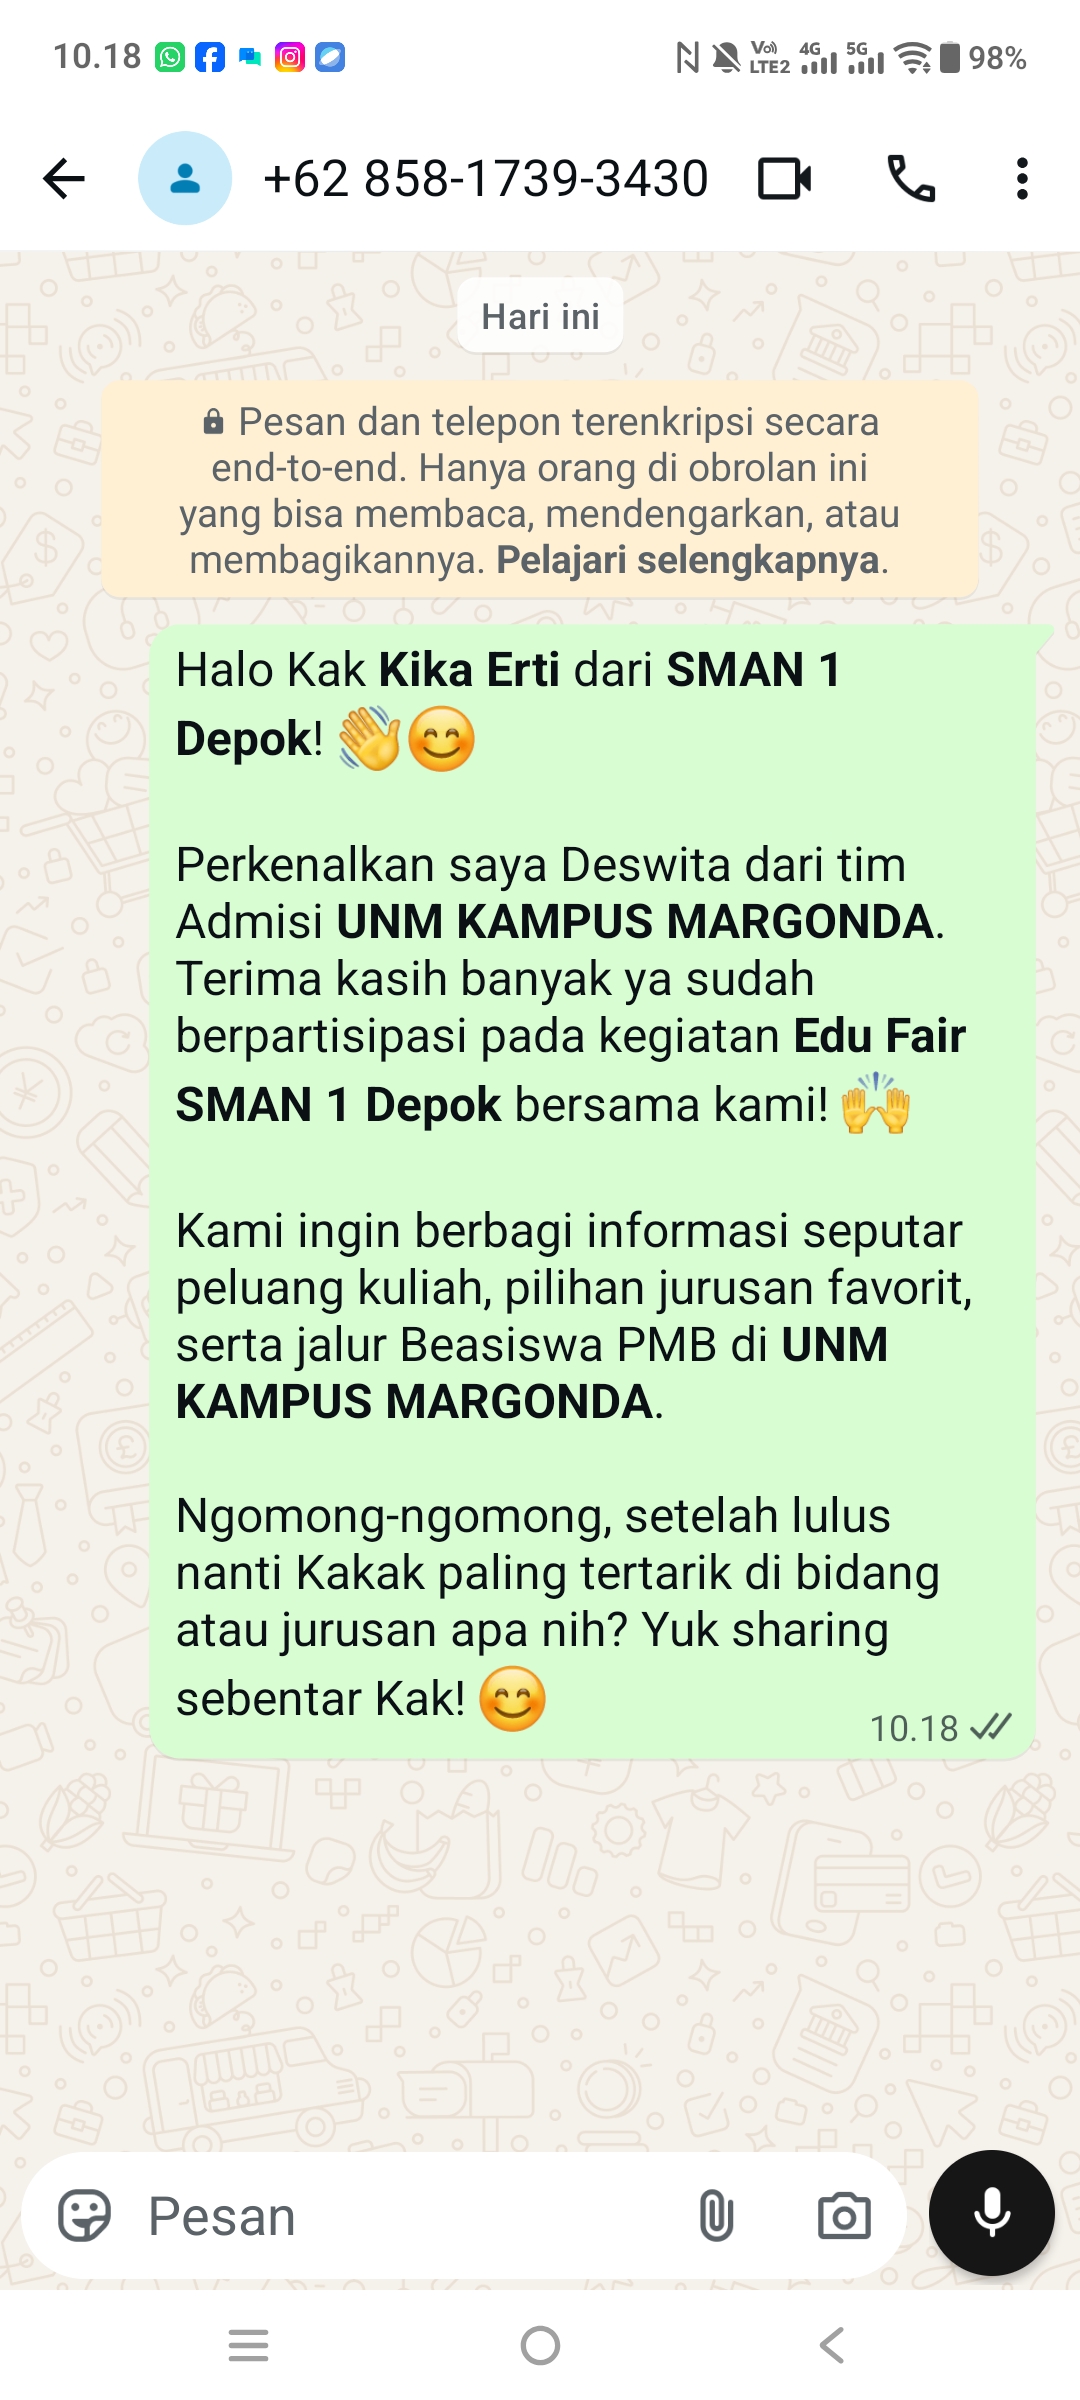 10.18
Vo)
LTE2
4G
5G
98%
+62 858-1739-3430
Hari ini
Pesan dan telepon terenkripsi secara
end-to-end. Hanya orang di obrolan ini
yang bisa membaca, mendengarkan, atau
membagikannya. Pelajari selengkapnya.
Halo Kak Kika Erti dari SMAN 1
Depok! 👋😊
Perkenalkan saya Deswita dari tim
Admisi UNM KAMPUS MARGONDA.
Terima kasih banyak ya sudah
berpartisipasi pada kegiatan Edu Fair
SMAN 1 Depok bersama kami! 🙌
Kami ingin berbagi informasi seputar
peluang kuliah, pilihan jurusan favorit,
serta jalur Beasiswa PMB di UNM
KAMPUS MARGONDA.
Ngomong-ngomong, setelah lulus
nanti Kakak paling tertarik di bidang
atau jurusan apa nih? Yuk sharing
sebentar Kak! 😊
10.18
Pesan